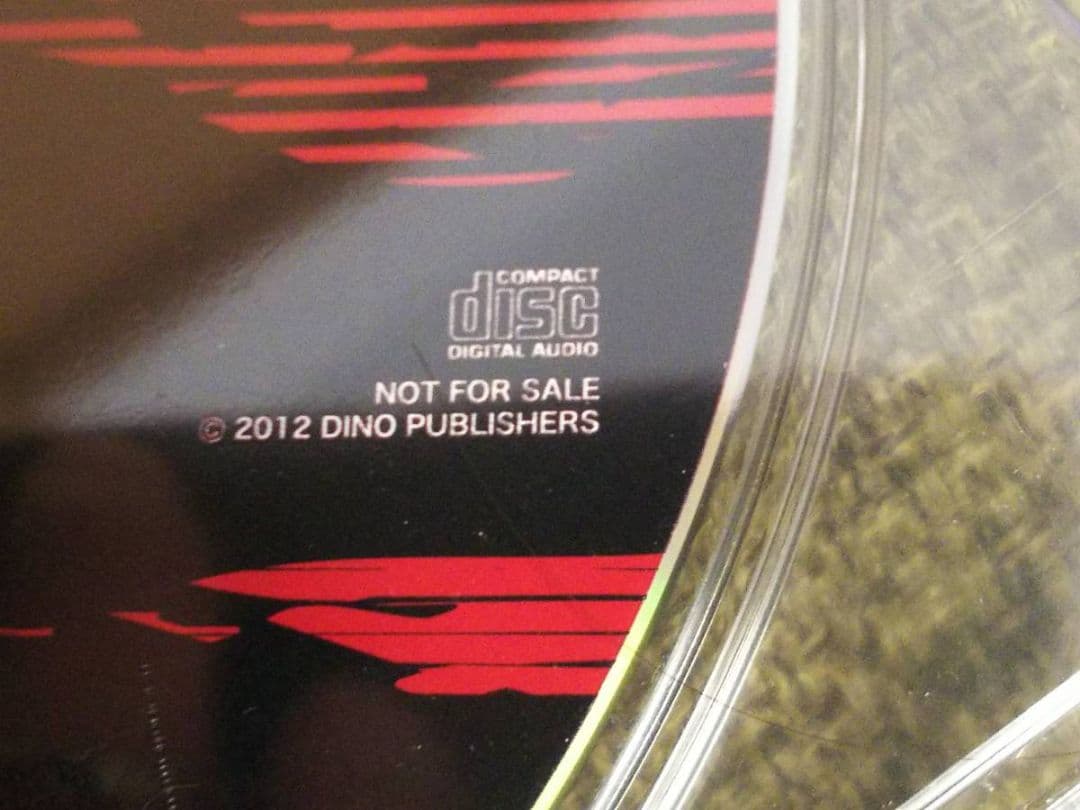 COMPACT
disc
DIGITAL AUDIO
NOT FOR SALE
© 2012 DINO PUBLISHERS